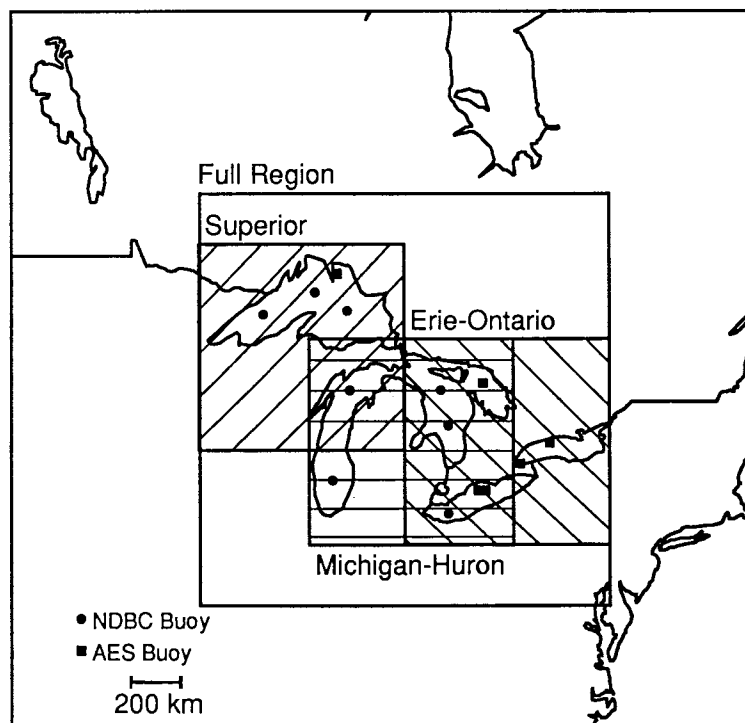 Full Region
Superior
Erie-Ontario
Michigan-Huron
NDBC Buoy
AES Buoy
200 km